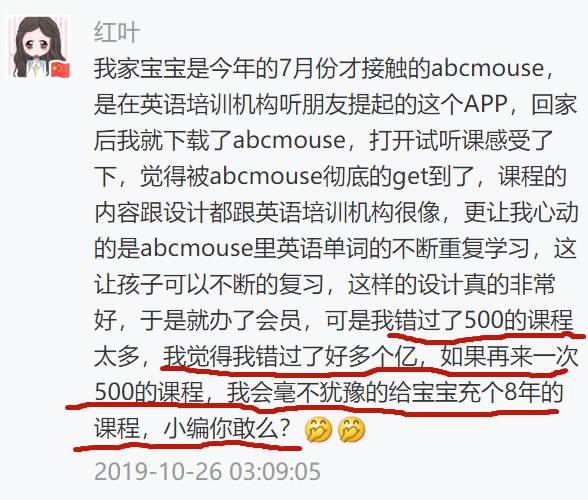 红叶
我家宝宝是今年的7月份才接触的abcmouse，
是在英语培训机构听朋友提起的这个APP，回家
后我就下载了abcmouse，打开试听课感受了
下，觉得被abcmouse彻底的get到了，课程的
内容跟设计都跟英语培训机构很像，更让我心动
的是abcmouse里英语单词的不断重复学习，这
让孩子可以不断的复习，这样的设计真的非常
好，于是就办了会员，可是我错过了500的课程
太多，我觉得我错过了好多个亿，如果再来一次
500的课程，我会毫不犹豫的给宝宝充个8年的
课程，小编你敢么？🤭🤭
2019-10-26 03:09:05